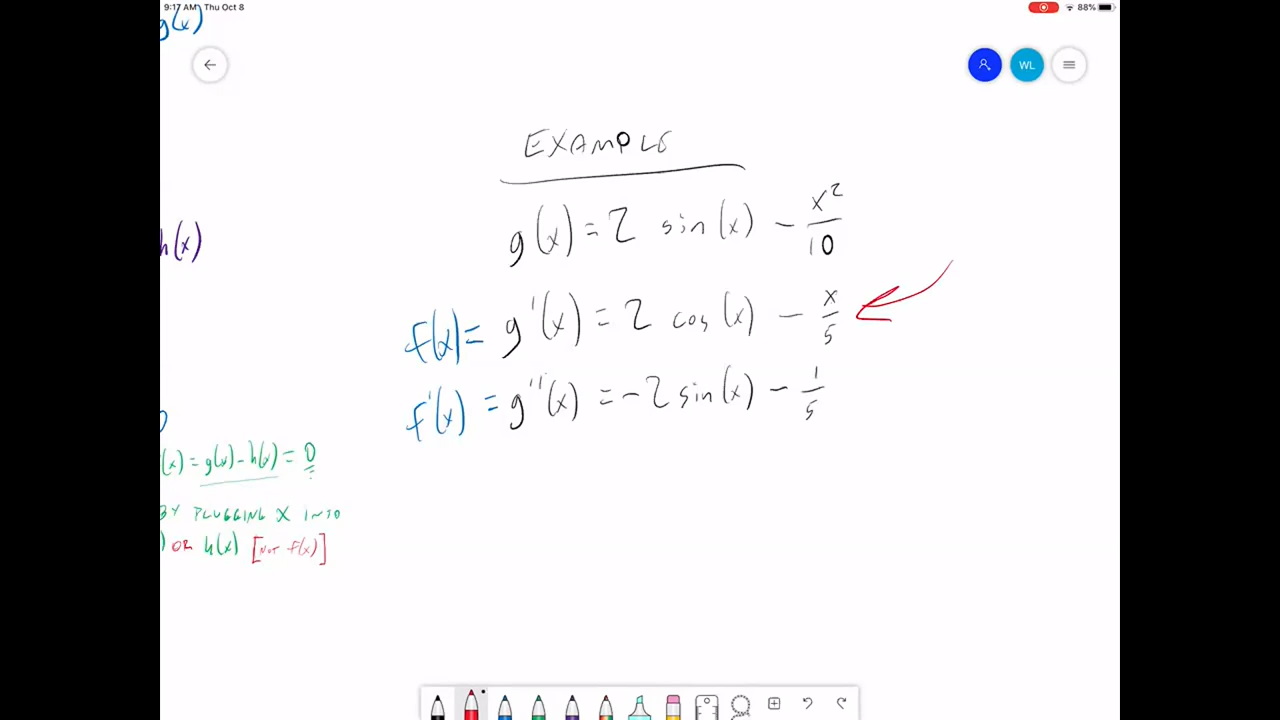 9:17 AM Thu Oct 8
88%
g(x)
WL
EXAMPLE
g(x) = 2 sin(x) - x²/10
h(x)
f(x) = g'(x) = 2 cos(x) - x/5
f'(x) = g''(x) = -2 sin(x) - 1/5
(x) = g(x) - h(x) = 0
BY PLUGGING X INTO
) OR h(x) [NOT f(x)]